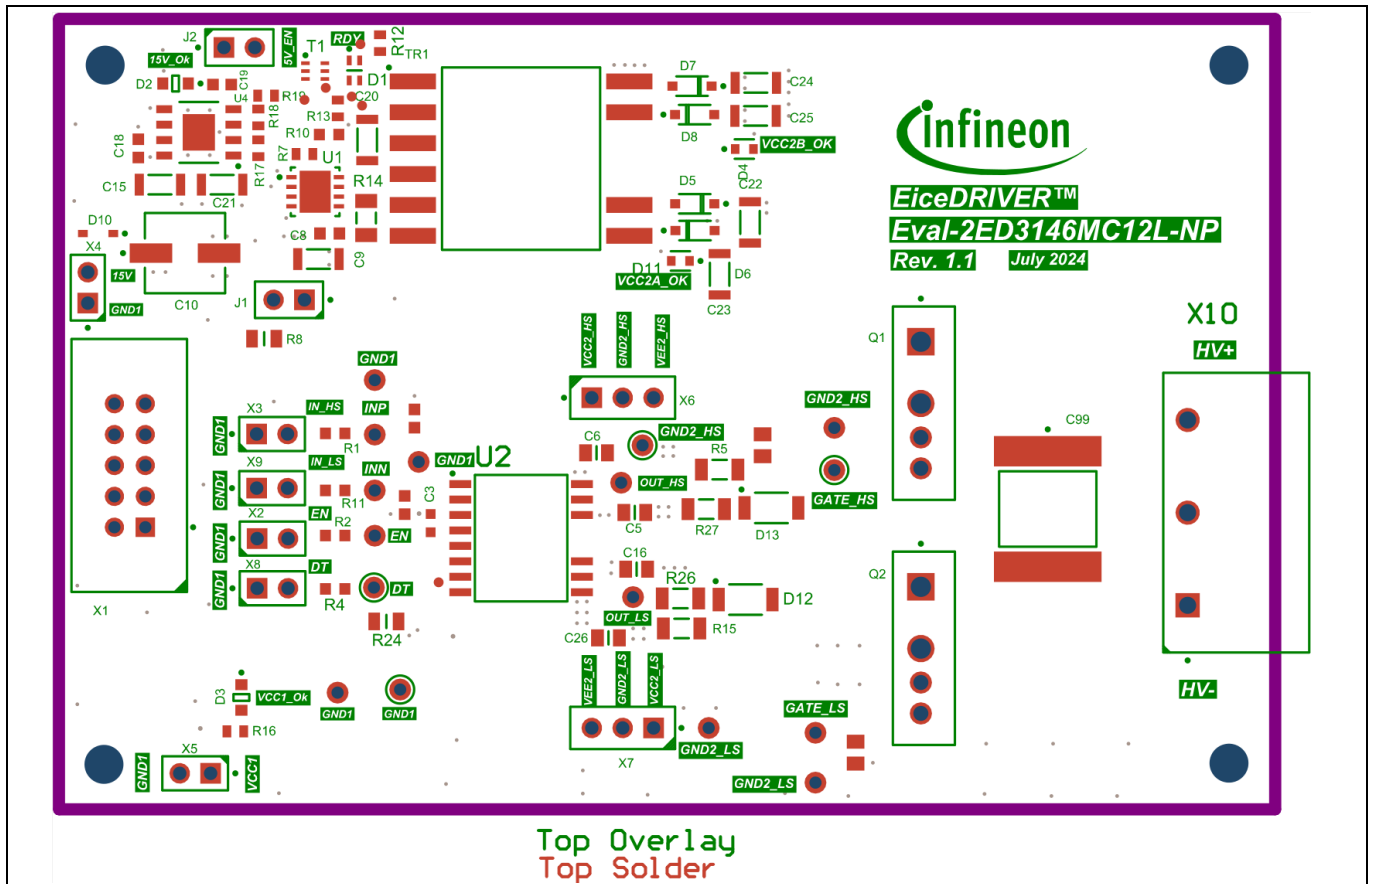 J2
5V_EN
T1
RDY
R12
TR1
15V_Ok
D2
C19
U4
D1
R19
C20
R18
R13
R10
C18
R7
U1
R17
R14
C15
C21
D10
C8
C9
X4
15V
GND1
C10
J1
R8
D7
C24
D8
C25
VCC2B_OK
D4
D5
C22
D11
D6
VCC2A_OK
C23
infineon
EiceDRIVER™
Eval-2ED3146MC12L-NP
Rev. 1.1
July 2024
X10
HV+
HV-
VCC2_HS
GND2_HS
VEE2_HS
X6
Q1
GND1
INP
X3
IN_HS
GND1
R1
X9
IN_LS
GND1
INN
R11
GND1
U2
C3
X2
EN
GND1
R2
EN
X8
DT
GND1
R4
DT
R24
X1
C6
GND2_HS
R5
OUT_HS
C5
R27
D13
GND2_HS
GATE_HS
C99
C16
R26
D12
OUT_LS
R15
C26
Q2
VEE2_LS
GND2_LS
VCC2_LS
X7
GND2_LS
GATE_LS
GND2_LS
D3
VCC1_Ok
R16
GND1
GND1
X5
GND1
VCC1
Top Overlay
Top Solder